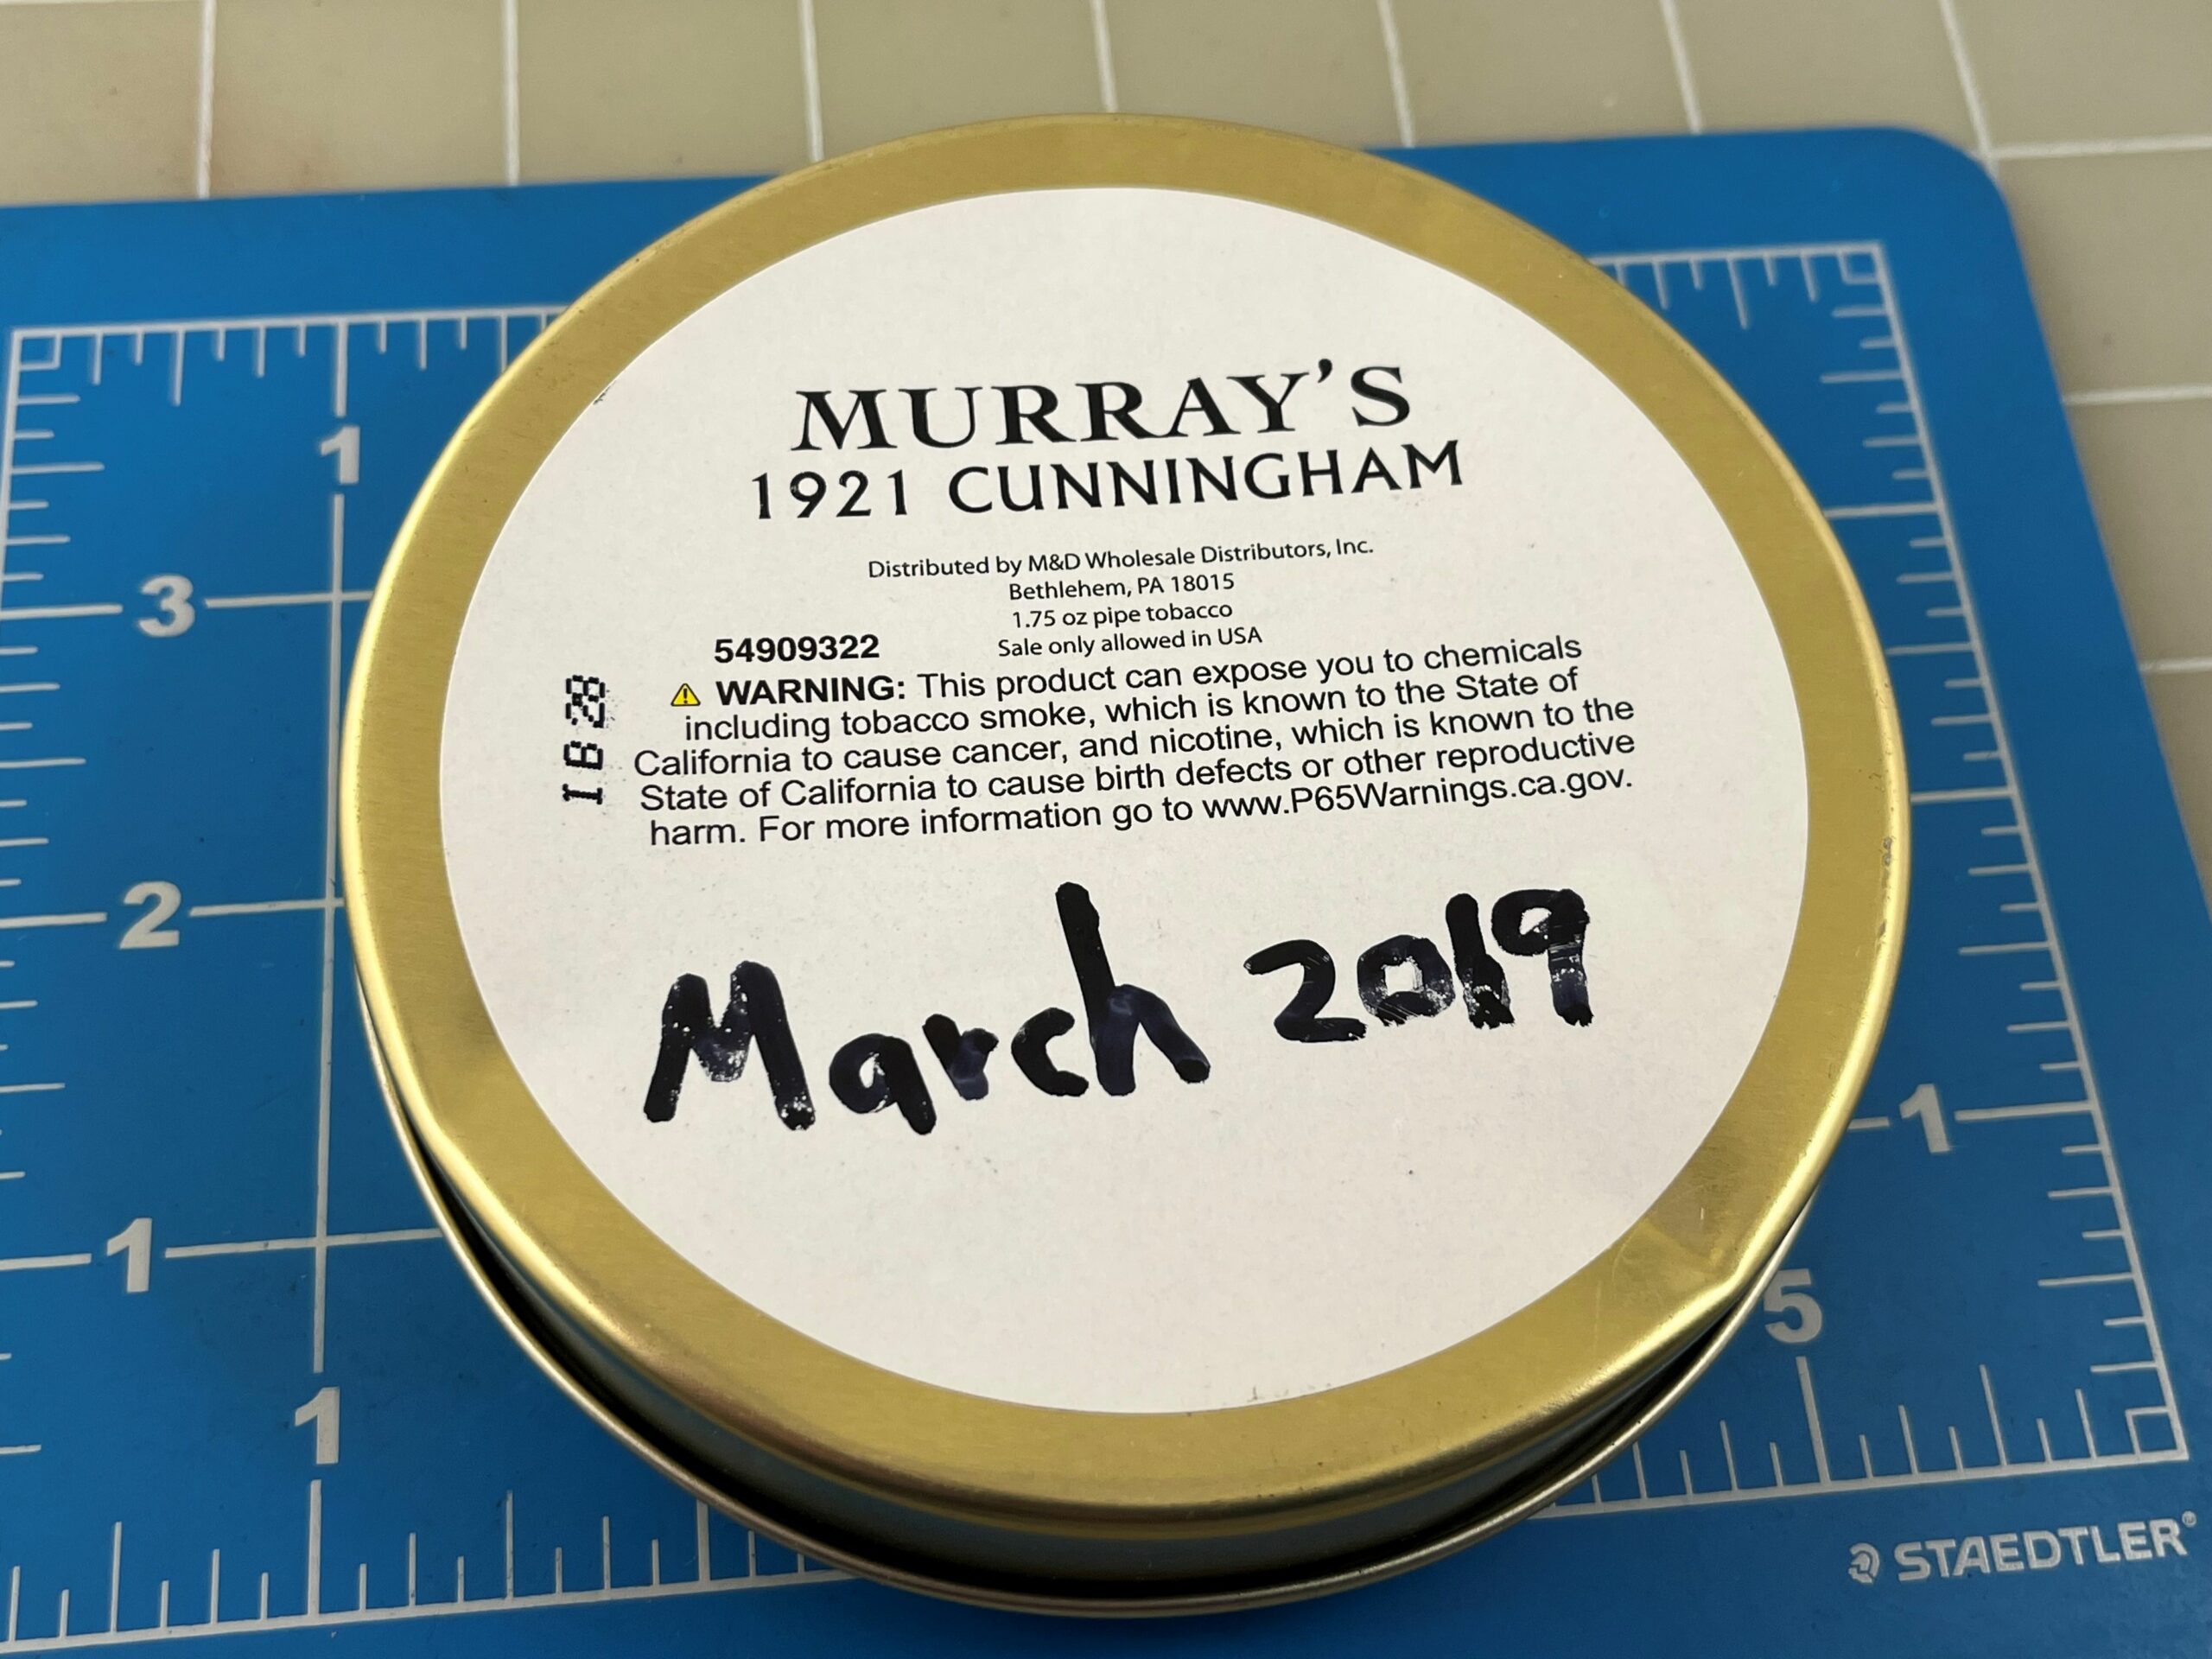 MURRAY'S
1921 CUNNINGHAM
Distributed by M&D Wholesale Distributors, Inc.
Bethlehem, PA 18015
1.75 oz pipe tobacco
Sale only allowed in USA
54909322
⚠ WARNING: This product can expose you to chemicals
including tobacco smoke, which is known to the State of
California to cause cancer, and nicotine, which is known to the
State of California to cause birth defects or other reproductive
harm. For more information go to www.P65Warnings.ca.gov.
March 2019
1
3
2
1
1
1
5
STAEDTLER®